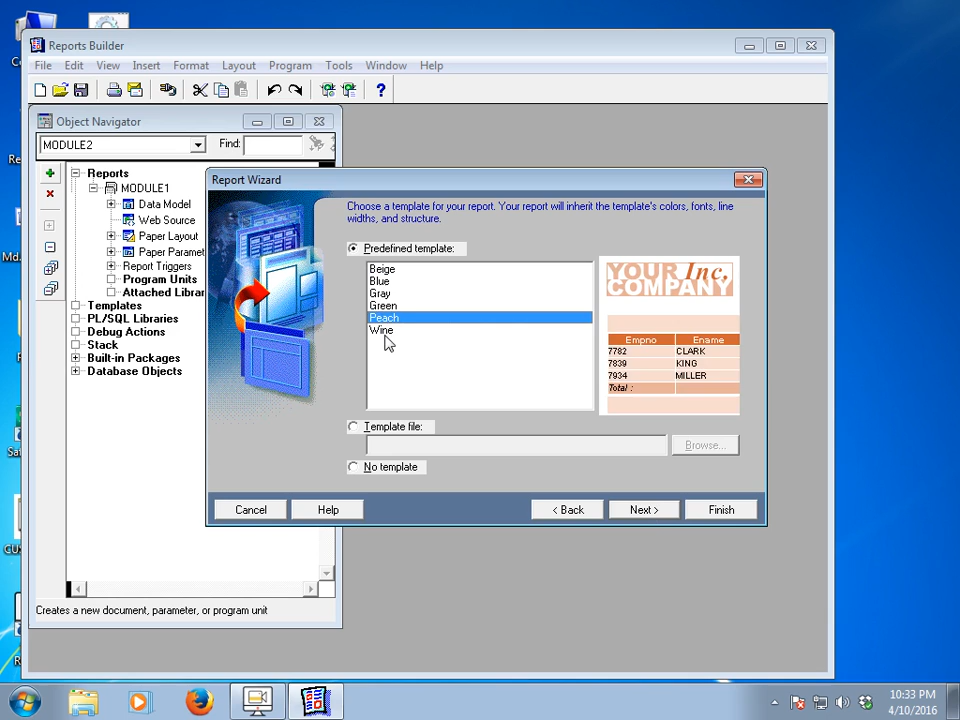 Reports Builder
File Edit View Insert Format Layout Program Tools Window Help
Object Navigator
MODULE2 Find:
Reports
MODULE1
Data Model
Web Source
Paper Layout
Paper Paramet
Report Triggers
Program Units
Attached Librar
Templates
PL/SQL Libraries
Debug Actions
Stack
Built-in Packages
Database Objects
Creates a new document, parameter, or program unit
Report Wizard
Choose a template for your report. Your report will inherit the template's colors, fonts, line
widths, and structure.
Predefined template:
Beige
Blue
Gray
Green
Peach
Wine
YOUR Inc,
COMPANY
Empno Ename
7782 CLARK
7839 KING
7934 MILLER
Total :
Template file:
Browse...
No template
Cancel Help < Back Next > Finish
10:33 PM
4/10/2016